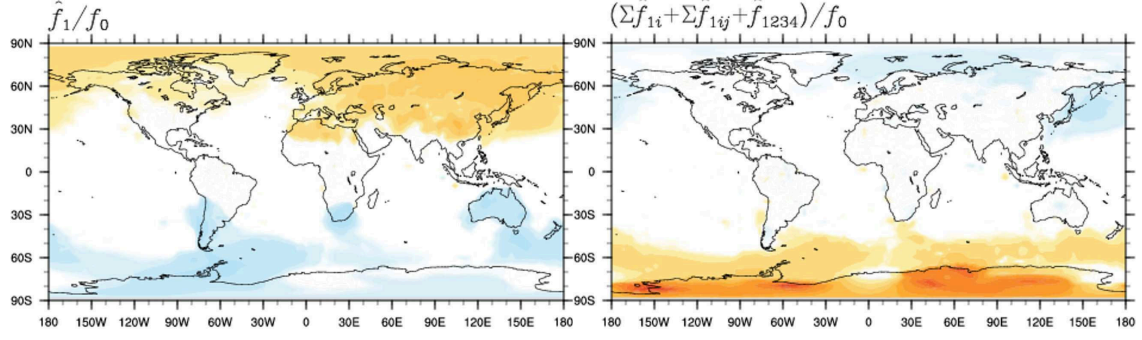 f̂₁/f₀
(Σf₁ᵢ+Σf₁ᵢⱼ+f₁₂₃₄)/f₀
90N 90N
60N 60N
30N 30N
0 0
30S 30S
60S 60S
90S 90S
180 150W 120W 90W 60W 30W 0 30E 60E 90E 120E 150E 180
180 150W 120W 90W 60W 30W 0 30E 60E 90E 120E 150E 180